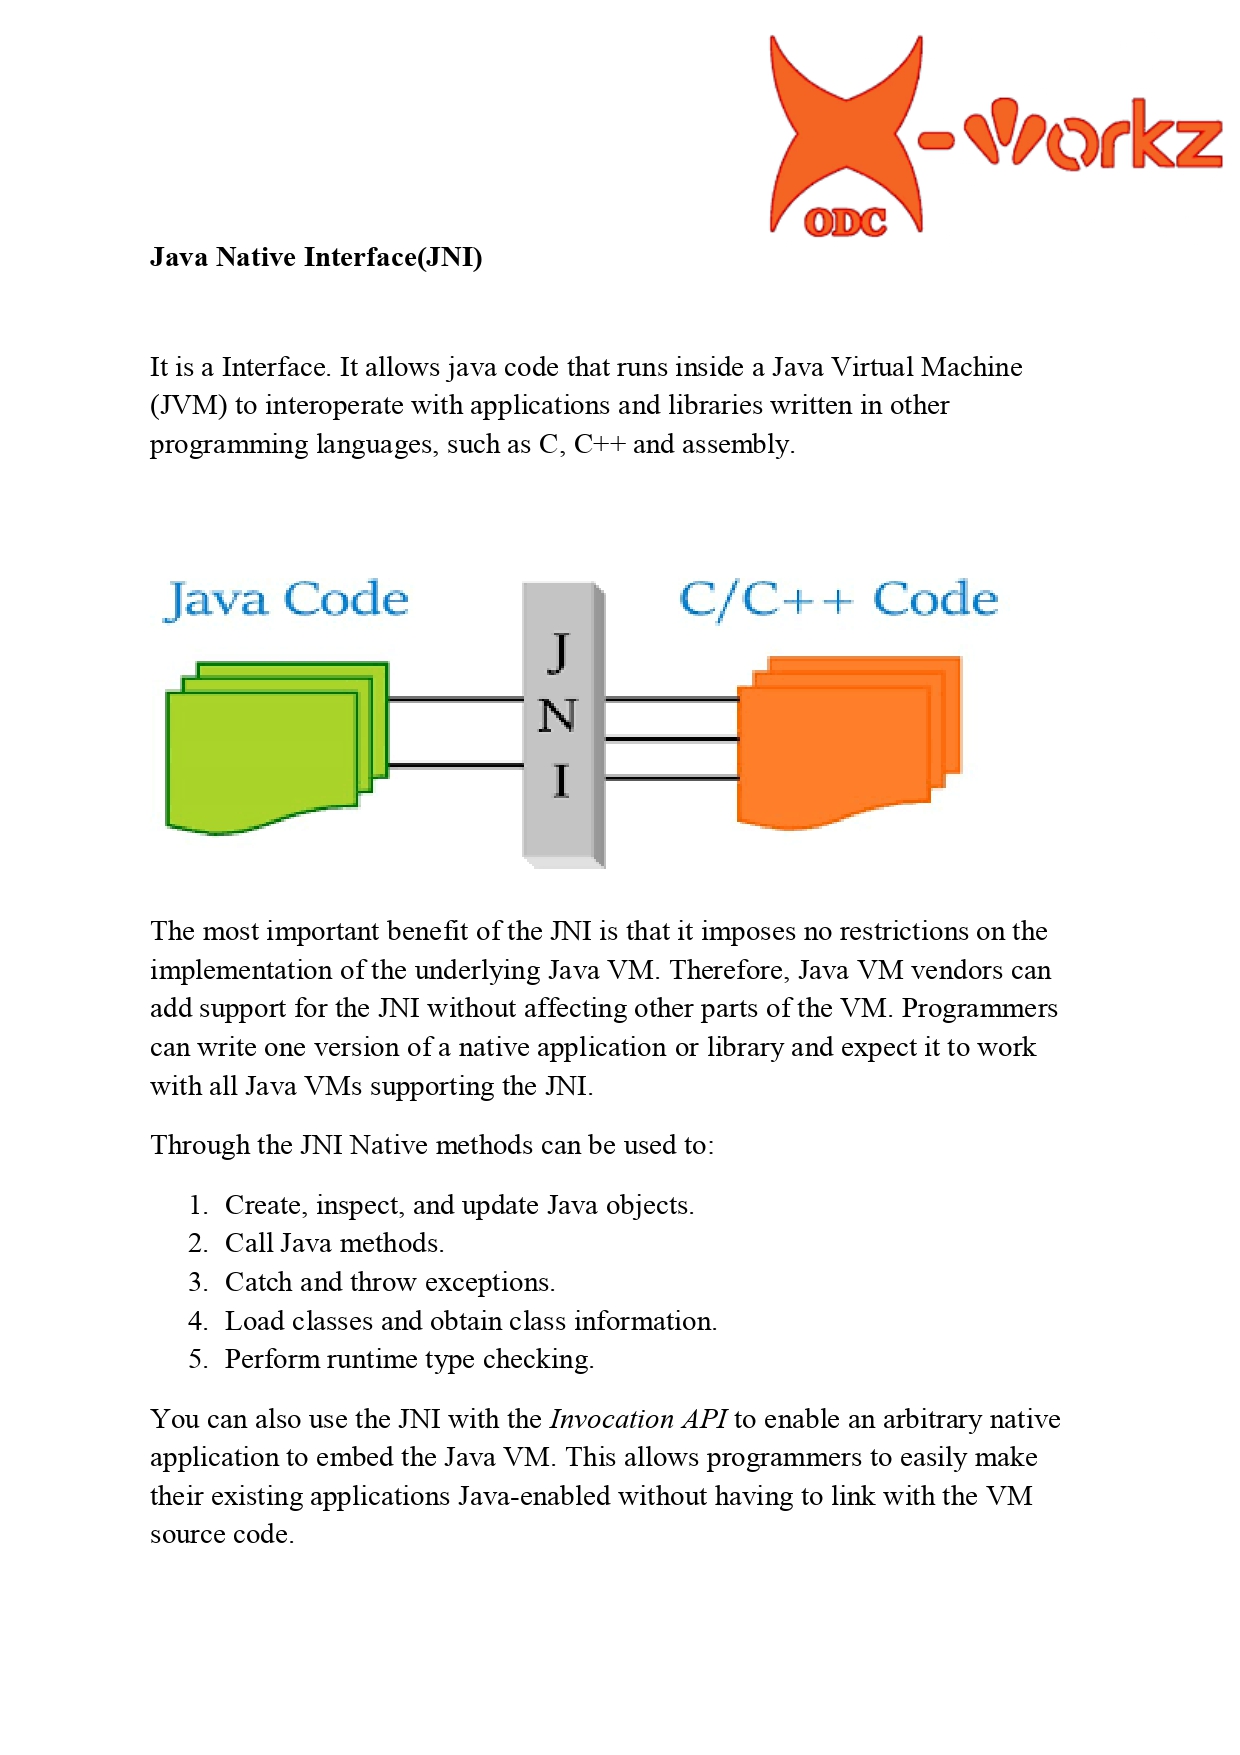 X-Workz
ODC
Java Native Interface(JNI)
It is a Interface. It allows java code that runs inside a Java Virtual Machine
(JVM) to interoperate with applications and libraries written in other
programming languages, such as C, C++ and assembly.
Java Code
C/C++ Code
J
N
I
The most important benefit of the JNI is that it imposes no restrictions on the
implementation of the underlying Java VM. Therefore, Java VM vendors can
add support for the JNI without affecting other parts of the VM. Programmers
can write one version of a native application or library and expect it to work
with all Java VMs supporting the JNI.
Through the JNI Native methods can be used to:
1. Create, inspect, and update Java objects.
2. Call Java methods.
3. Catch and throw exceptions.
4. Load classes and obtain class information.
5. Perform runtime type checking.
You can also use the JNI with the Invocation API to enable an arbitrary native
application to embed the Java VM. This allows programmers to easily make
their existing applications Java-enabled without having to link with the VM
source code.